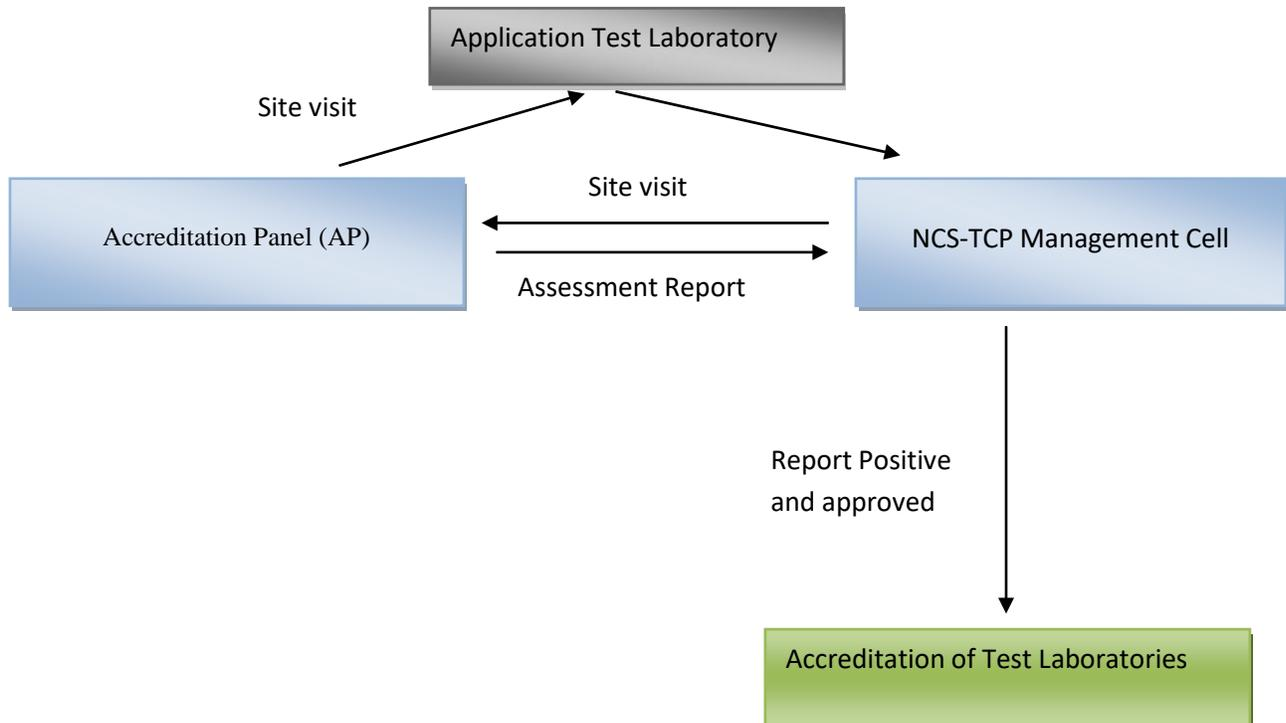 Application Test Laboratory
Site visit
Site visit
Accreditation Panel (AP)
NCS-TCP Management Cell
Assessment Report
Report Positive
and approved
Accreditation of Test Laboratories